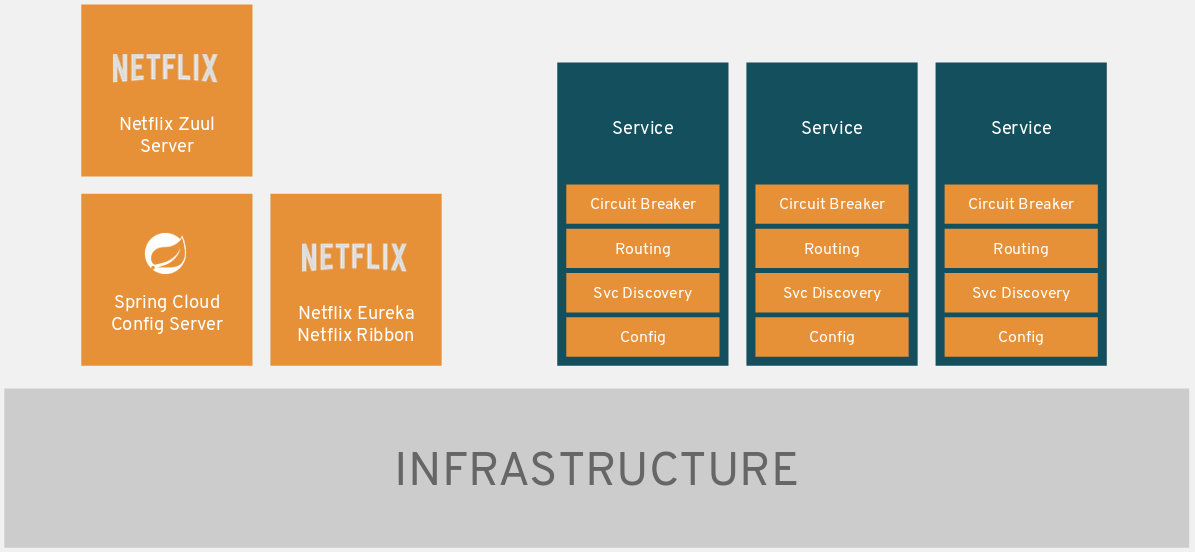 NETFLIX
Netflix Zuul
Server
Spring Cloud
Config Server
NETFLIX
Netflix Eureka
Netflix Ribbon
Service
Circuit Breaker
Routing
Svc Discovery
Config
Service
Circuit Breaker
Routing
Svc Discovery
Config
Service
Circuit Breaker
Routing
Svc Discovery
Config
INFRASTRUCTURE